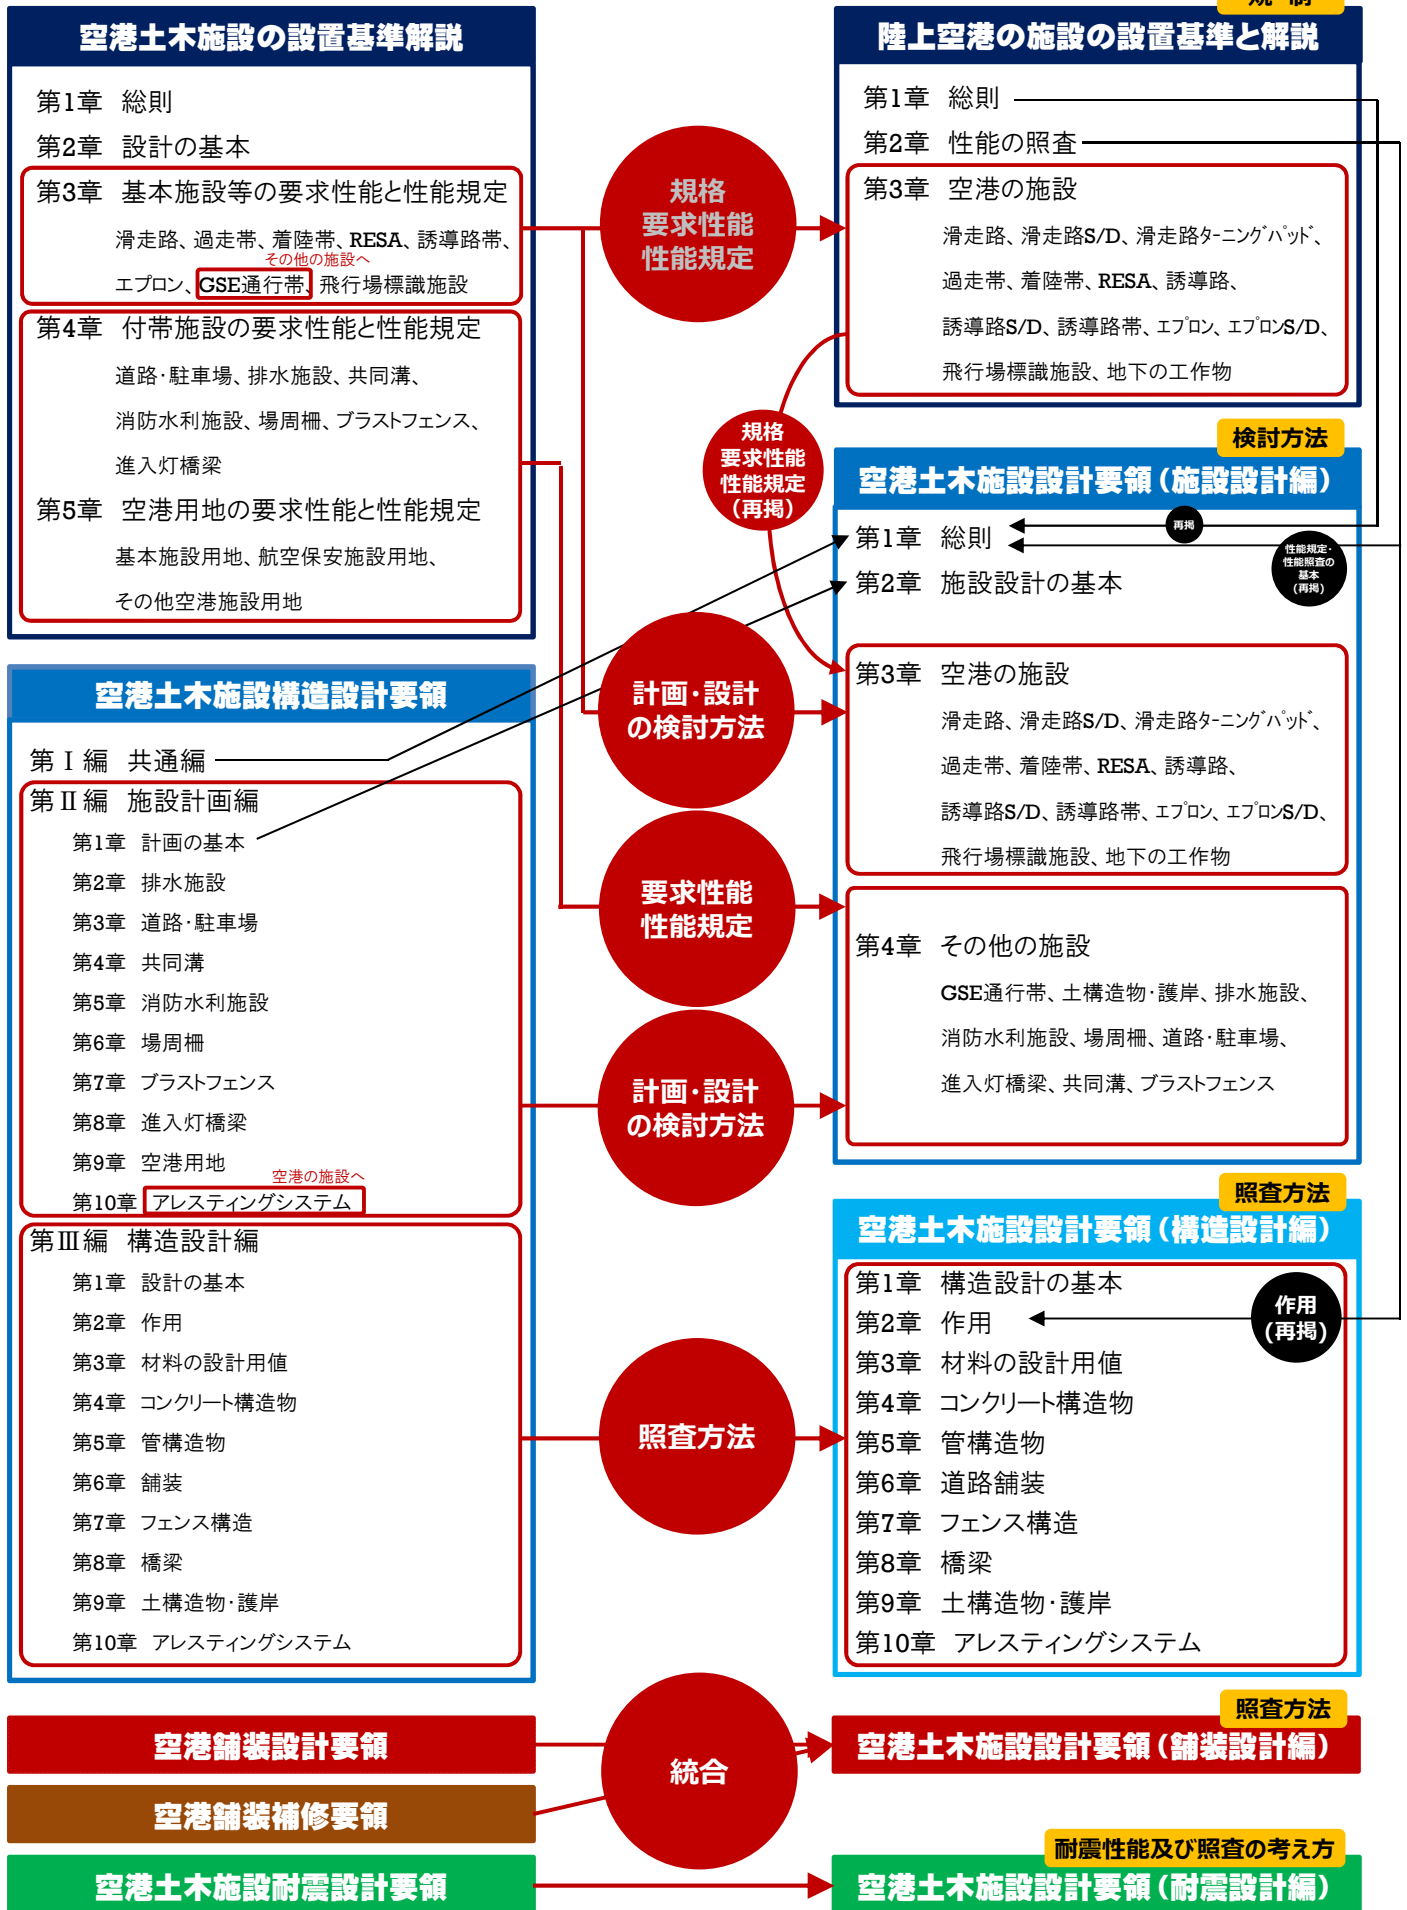 空港土木施設の設置基準解説
第1章 総則
第2章 設計の基本
第3章 基本施設等の要求性能と性能規定
滑走路、過走帯、着陸帯、RESA、誘導路帯、
その他の施設へ
エプロン、GSE通行帯、飛行場標識施設
第4章 付帯施設の要求性能と性能規定
道路・駐車場、排水施設、共同溝、
消防水利施設、場周柵、ブラストフェンス、
進入灯橋梁
第5章 空港用地の要求性能と性能規定
基本施設用地、航空保安施設用地、
その他空港施設用地
空港土木施設構造設計要領
第Ⅰ編 共通編
第Ⅱ編 施設計画編
第1章 計画の基本
第2章 排水施設
第3章 道路・駐車場
第4章 共同溝
第5章 消防水利施設
第6章 場周柵
第7章 ブラストフェンス
第8章 進入灯橋梁
第9章 空港用地
空港の施設へ
第10章 アレスティングシステム
第Ⅲ編 構造設計編
第1章 設計の基本
第2章 作用
第3章 材料の設計用値
第4章 コンクリート構造物
第5章 管構造物
第6章 舗装
第7章 フェンス構造
第8章 橋梁
第9章 土構造物・護岸
第10章 アレスティングシステム
空港舗装設計要領
空港舗装補修要領
空港土木施設耐震設計要領
規格
要求性能
性能規定
規格
要求性能
性能規定
(再掲)
計画・設計
の検討方法
要求性能
性能規定
計画・設計
の検討方法
照査方法
統合
陸上空港の施設の設置基準と解説
第1章 総則
第2章 性能の照査
第3章 空港の施設
滑走路、滑走路S/D、滑走路ターニングパッド、
過走帯、着陸帯、RESA、誘導路、
誘導路S/D、誘導路帯、エプロン、エプロンS/D、
飛行場標識施設、地下の工作物
検討方法
空港土木施設設計要領(施設設計編)
再掲
第1章 総則
性能規定・
性能照査の
基本
(再掲)
第2章 施設設計の基本
第3章 空港の施設
滑走路、滑走路S/D、滑走路ターニングパッド、
過走帯、着陸帯、RESA、誘導路、
誘導路S/D、誘導路帯、エプロン、エプロンS/D、
飛行場標識施設、地下の工作物
第4章 その他の施設
GSE通行帯、土構造物・護岸、排水施設、
消防水利施設、場周柵、道路・駐車場、
進入灯橋梁、共同溝、ブラストフェンス
照査方法
空港土木施設設計要領(構造設計編)
第1章 構造設計の基本
第2章 作用
作用
(再掲)
第3章 材料の設計用値
第4章 コンクリート構造物
第5章 管構造物
第6章 道路舗装
第7章 フェンス構造
第8章 橋梁
第9章 土構造物・護岸
第10章 アレスティングシステム
照査方法
空港土木施設設計要領(舗装設計編)
耐震性能及び照査の考え方
空港土木施設設計要領(耐震設計編)